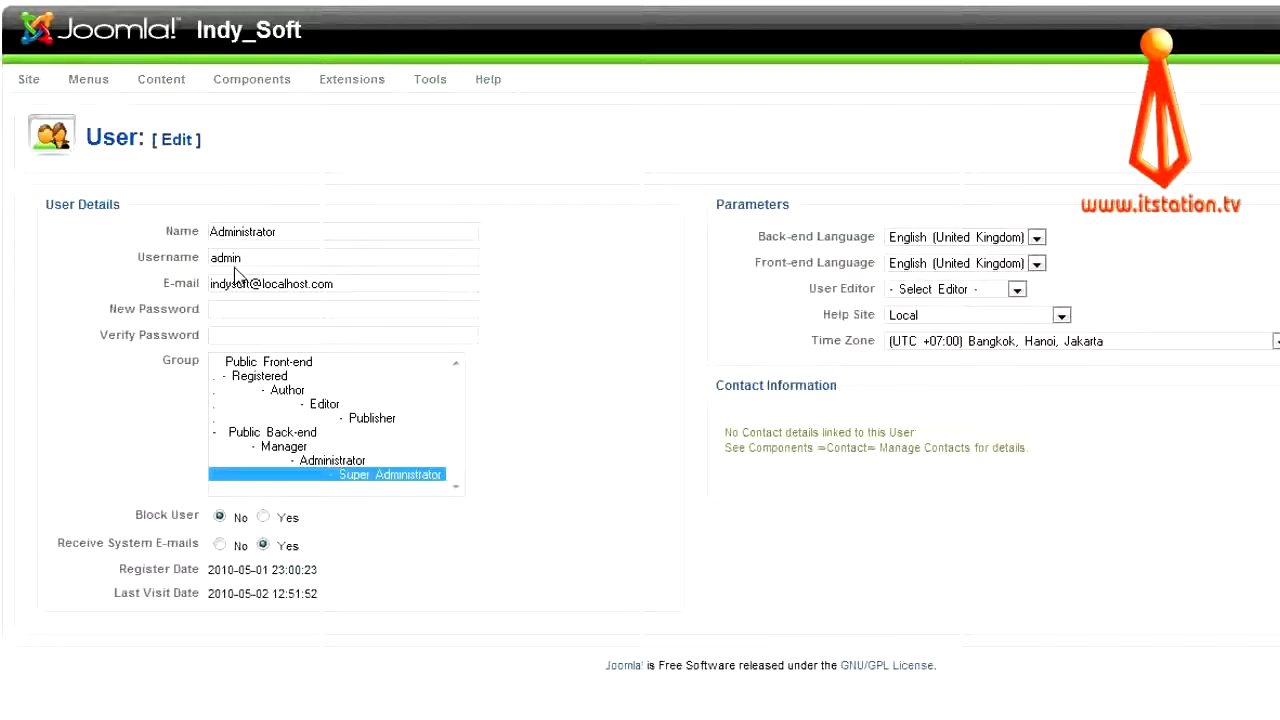 Joomla!™ Indy_Soft
Site Menus Content Components Extensions Tools Help
User: [ Edit ]
www.itstation.tv
User Details
Name Administrator
Username admin
E-mail indysoft@localhost.com
New Password
Verify Password
Group Public Front-end
. - Registered
. - Author
. - Editor
. - Publisher
- Public Back-end
- Manager
- Administrator
- Super Administrator
Block User No Yes
Receive System E-mails No Yes
Register Date 2010-05-01 23:00:23
Last Visit Date 2010-05-02 12:51:52
Parameters
Back-end Language English (United Kingdom)
Front-end Language English (United Kingdom)
User Editor - Select Editor -
Help Site Local
Time Zone (UTC +07:00) Bangkok, Hanoi, Jakarta
Contact Information
No Contact details linked to this User:
See Components =Contact= Manage Contacts for details.
Joomla! is Free Software released under the GNU/GPL License.